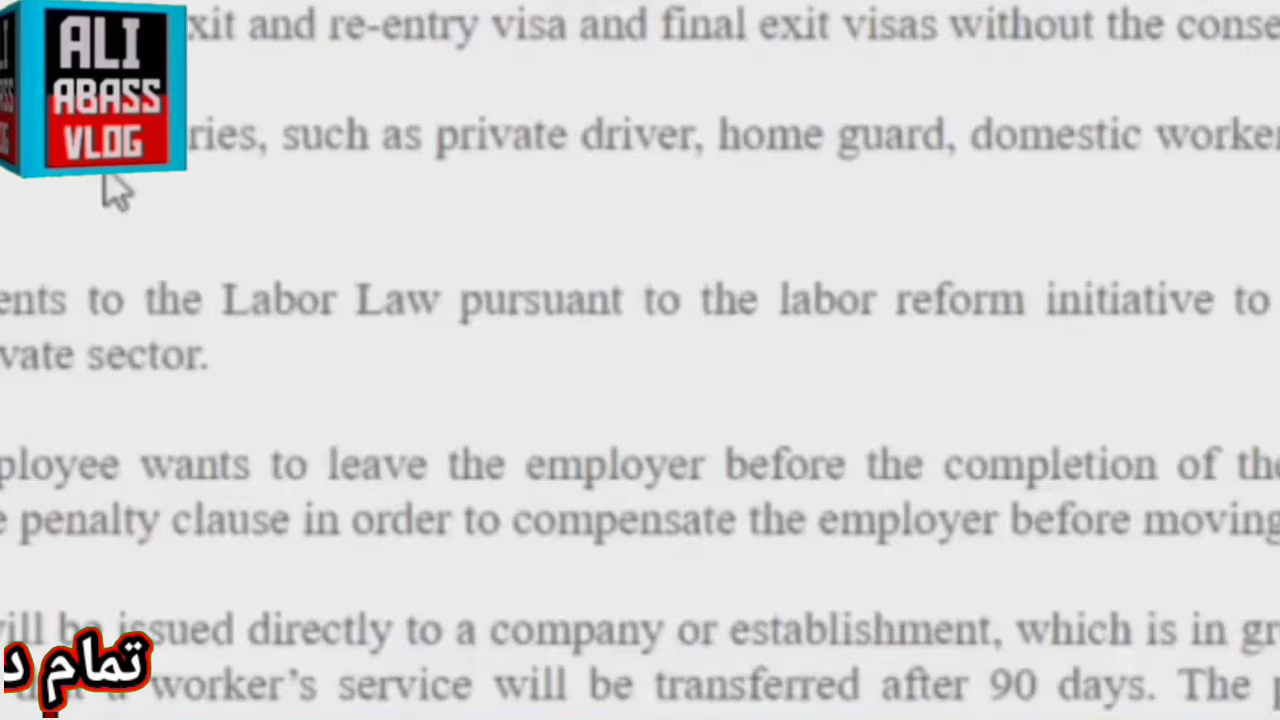 ALI
ABASS
VLOG
xit and re-entry visa and final exit visas without the conse
ries, such as private driver, home guard, domestic worker
ents to the Labor Law pursuant to the labor reform initiative to
vate sector.
ployee wants to leave the employer before the completion of the
e penalty clause in order to compensate the employer before moving
will be issued directly to a company or establishment, which is in gr
worker’s service will be transferred after 90 days. The
تمام